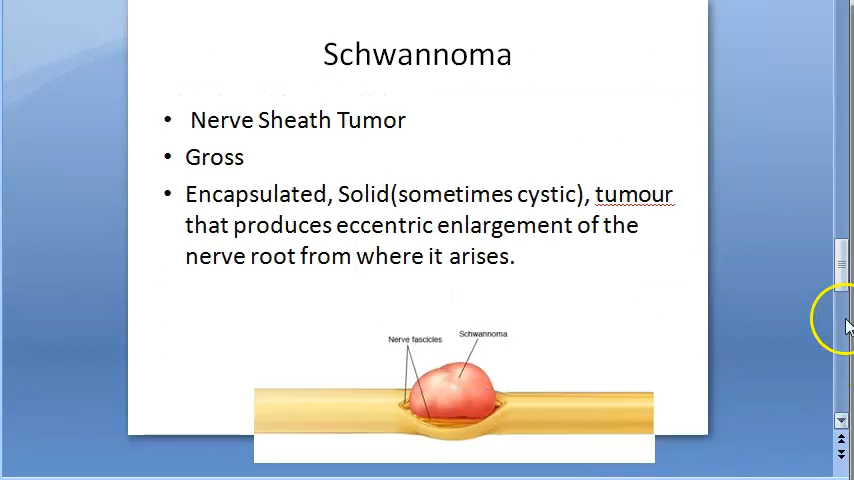 Schwannoma
• Nerve Sheath Tumor
• Gross
• Encapsulated, Solid(sometimes cystic), tumour
that produces eccentric enlargement of the
nerve root from where it arises.
Schwannoma
Nerve fascicles